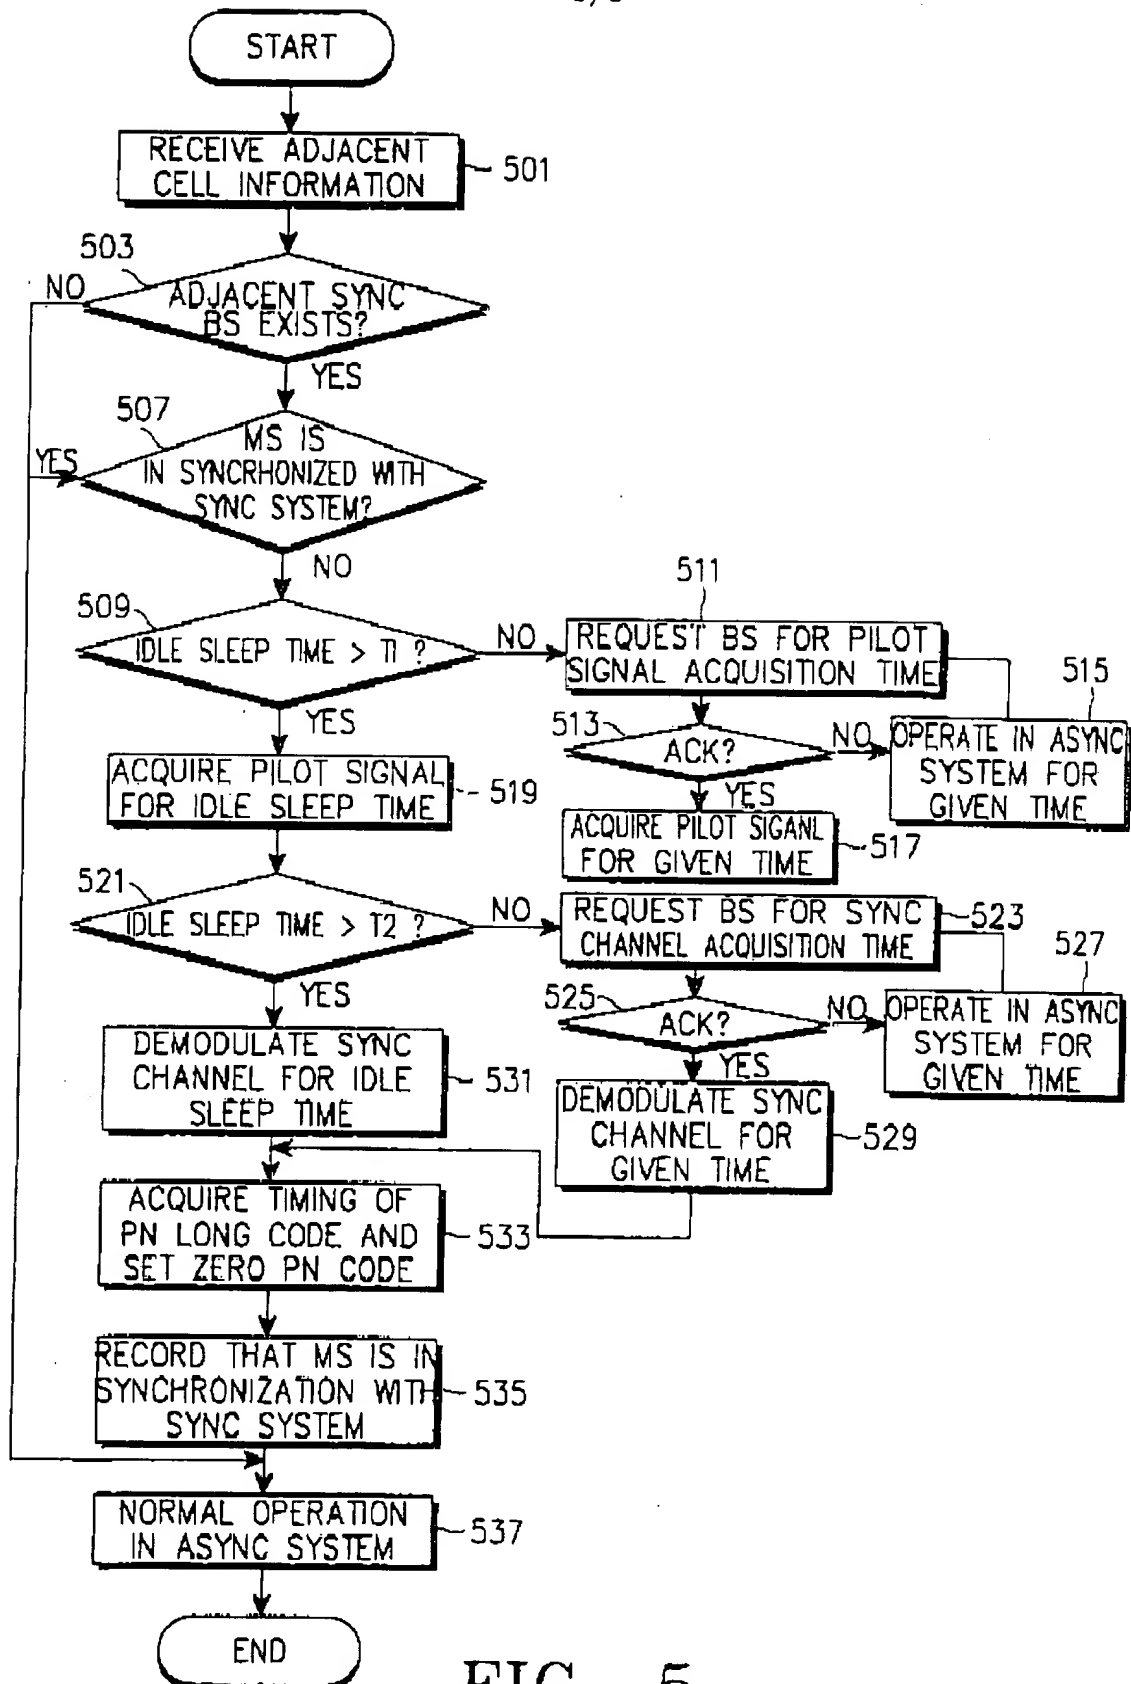 START
RECEIVE ADJACENT
CELL INFORMATION
501
503
NO
ADJACENT SYNC
BS EXISTS?
YES
507
YES
MS IS
IN SYNCRHONIZED WITH
SYNC SYSTEM?
NO
509
IDLE SLEEP TIME > T1 ?
NO
511
REQUEST BS FOR PILOT
SIGNAL ACQUISITION TIME
YES
513
ACK?
NO
515
OPERATE IN ASYNC
SYSTEM FOR
GIVEN TIME
YES
ACQUIRE PILOT SIGNAL
FOR IDLE SLEEP TIME
519
ACQUIRE PILOT SIGANL
FOR GIVEN TIME
517
521
IDLE SLEEP TIME > T2 ?
NO
REQUEST BS FOR SYNC
CHANNEL ACQUISITION TIME
523
YES
525
ACK?
NO
527
OPERATE IN ASYNC
SYSTEM FOR
GIVEN TIME
YES
DEMODULATE SYNC
CHANNEL FOR IDLE
SLEEP TIME
531
DEMODULATE SYNC
CHANNEL FOR
GIVEN TIME
529
ACQUIRE TIMING OF
PN LONG CODE AND
SET ZERO PN CODE
533
RECORD THAT MS IS IN
SYNCHRONIZATION WITH
SYNC SYSTEM
535
NORMAL OPERATION
IN ASYNC SYSTEM
537
END
FIG. 5